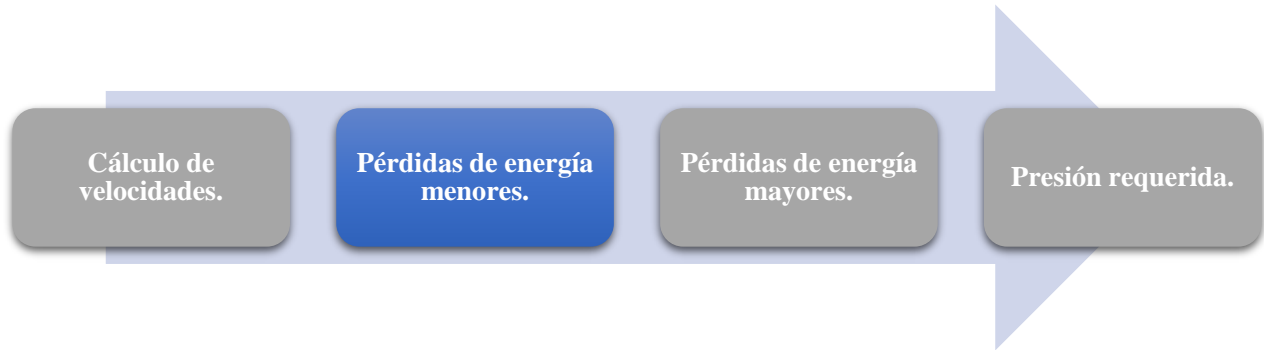 Cálculo de
velocidades.
Pérdidas de energía
menores.
Pérdidas de energía
mayores.
Presión requerida.